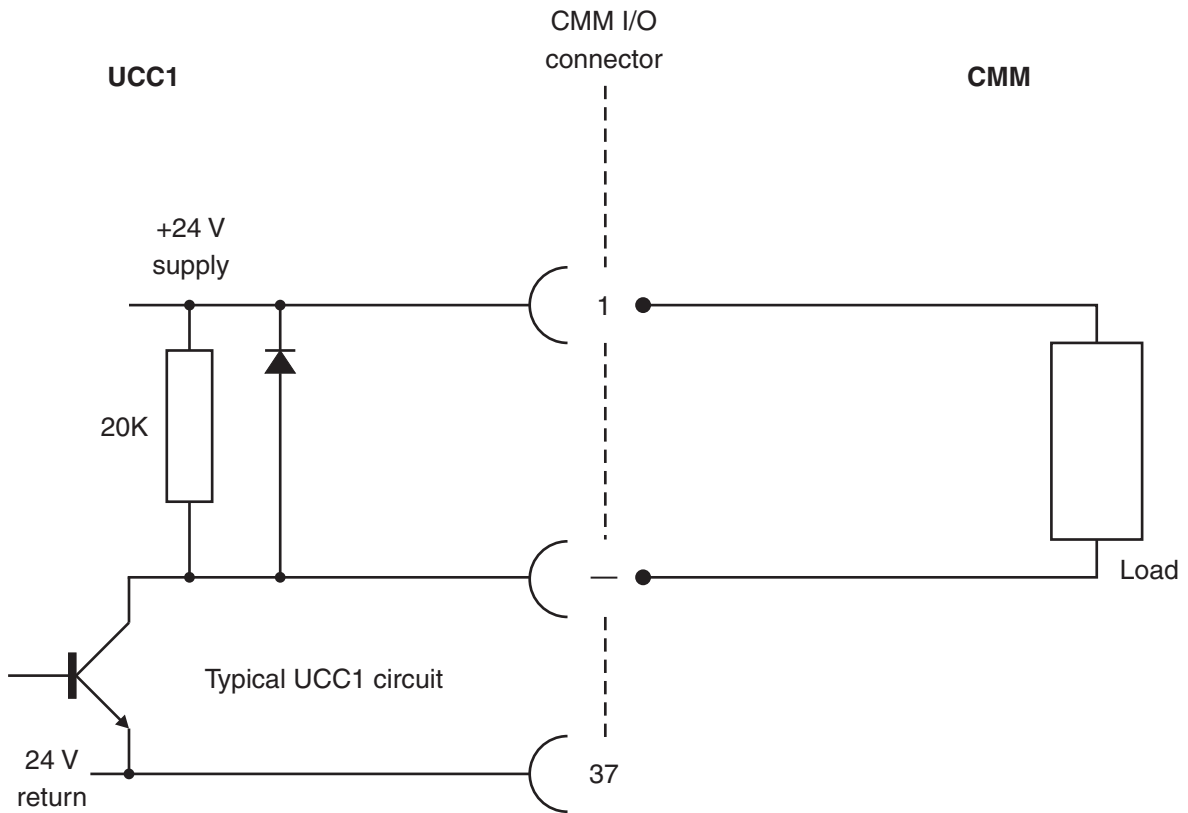 CMM I/O
connector
UCC1
CMM
+24 V
supply
1
20K
—
Load
Typical UCC1 circuit
24 V
return
37